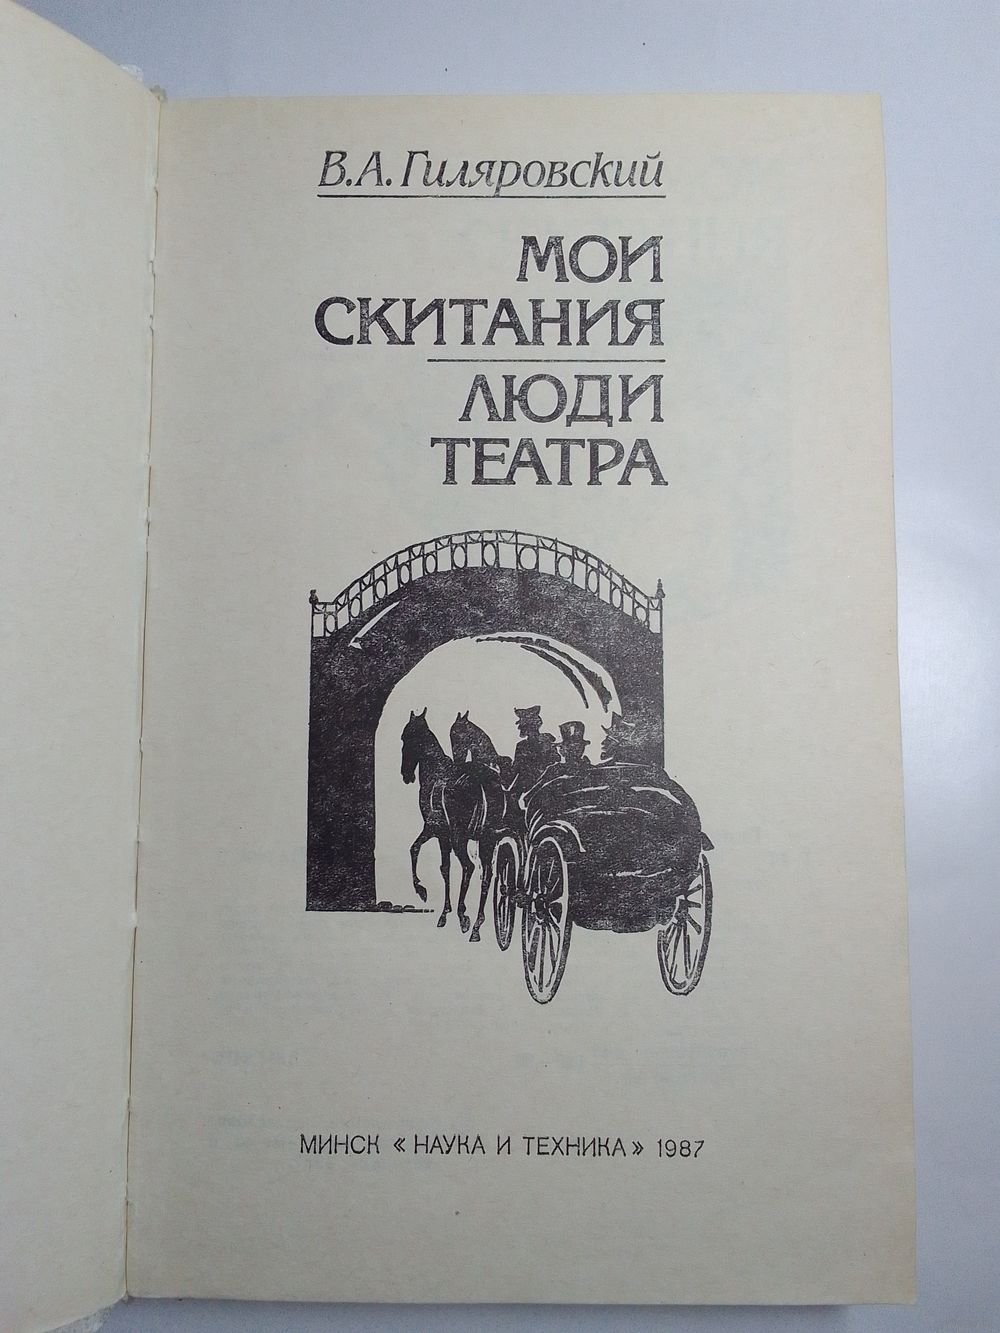 В.А. Гиляровский
МОИ
СКИТАНИЯ
ЛЮДИ
ТЕАТРА
МИНСК «НАУКА И ТЕХНИКА» 1987